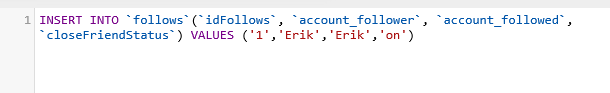 1 INSERT INTO `follows`(`idFollows`, `account_follower`, `account_followed`,
`closeFriendStatus`) VALUES ('1','Erik','Erik','on')